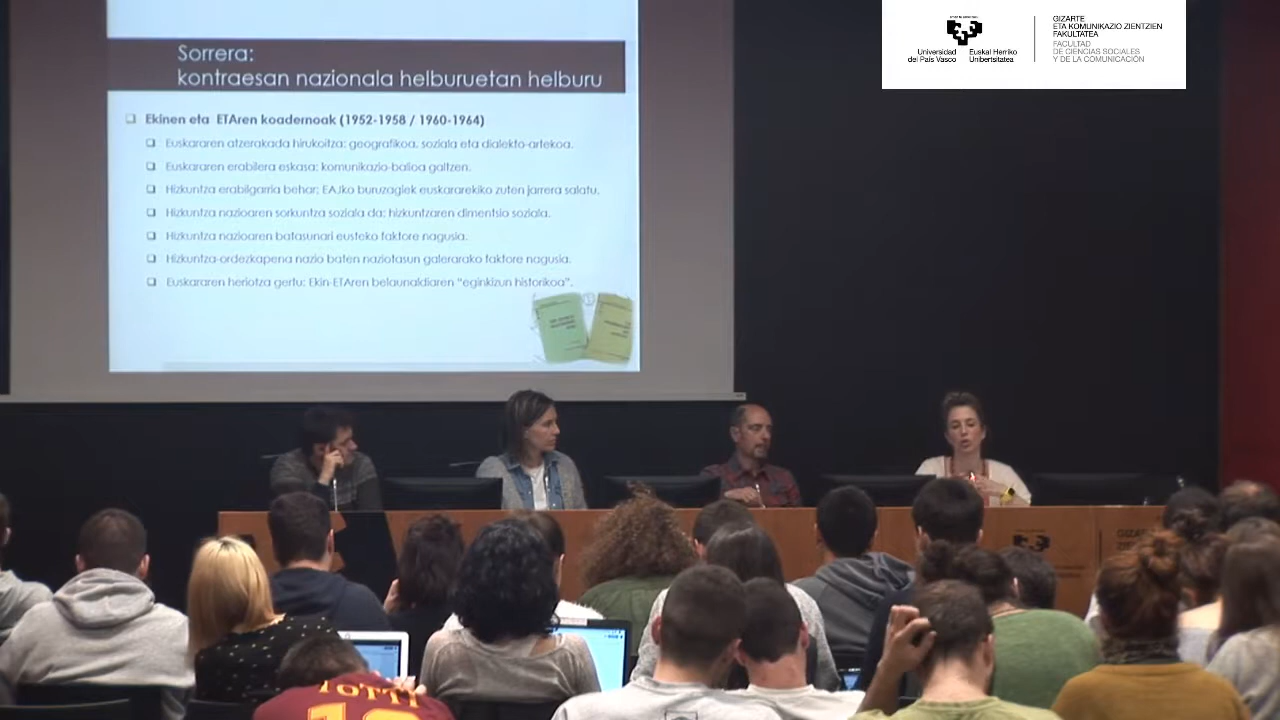 Sorrera:
kontraesan nazionala helburuetan helburu
Ekinen eta ETAren koadernoak (1952-1958 / 1960-1964)
Euskararen atzerakada hirukoitza: geografikoa, soziala eta dialekto-artekoa.
Euskararen erabilera eskasa: komunikazio-balioa galtzen.
Hizkuntza erabilgarria behar: EAJko buruzagiek euskararekiko zuten jarrera salatu.
Hizkuntza nazioaren sorkuntza soziala da: hizkuntzaren dimentsio soziala.
Hizkuntza nazioaren batasunari eusteko faktore nagusia.
Hizkuntza-ordezkapena nazio baten naziotasun galerarako faktore nagusia.
Euskararen heriotza gertu: Ekin-ETAren belaunaldiaren "eginkizun historikoa".
Universidad
del País Vasco
Euskal Herriko
Unibertsitatea
GIZARTE
ETA KOMUNIKAZIO ZIENTZIEN
FAKULTATEA
FACULTAD
DE CIENCIAS SOCIALES
Y DE LA COMUNICACIÓN
TOTTI